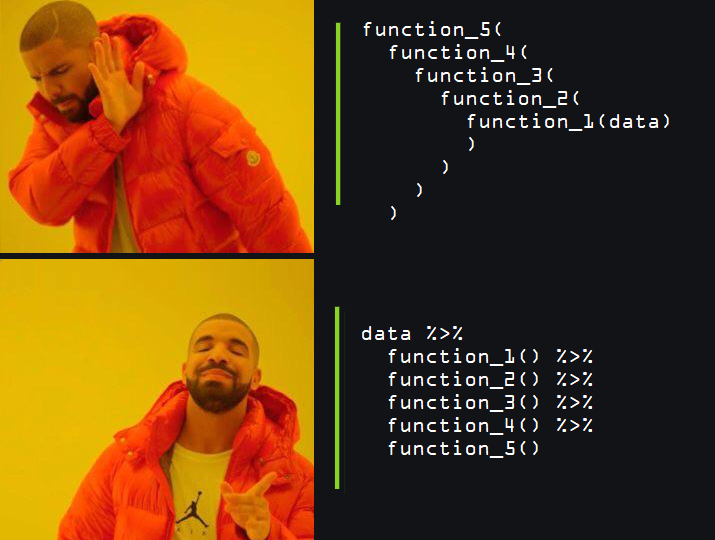 function_5(
function_4(
function_3(
function_2(
function_1(data)
)
)
)
)
data %>%
function_1() %>%
function_2() %>%
function_3() %>%
function_4() %>%
function_5()